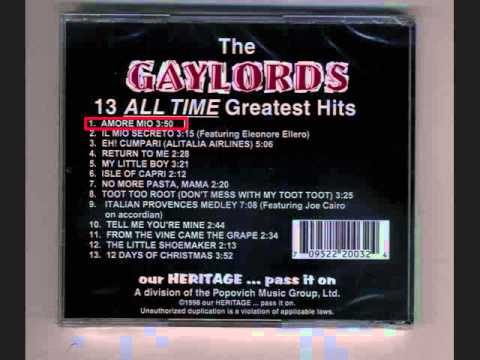 The
GAYLORDS
13 ALL TIME Greatest Hits
1. AMORE MIO 3:50
2. IL MIO SECRETO 3:15 (Featuring Eleonore Ellero)
3. EH! CUMPARI (ALITALIA AIRLINES) 5:06
4. RETURN TO ME 2:28
5. MY LITTLE BOY 3:21
6. ISLE OF CAPRI 2:12
7. NO MORE PASTA, MAMA 2:20
8. TOOT TOO ROOT (DON'T MESS WITH MY TOOT TOOT) 3:25
9. ITALIAN PROVENCES MEDLEY 7:08 (Featuring Joe Cairo
on accordian)
10. TELL ME YOU'RE MINE 2:44
11. FROM THE VINE CAME THE GRAPE 2:34
12. THE LITTLE SHOEMAKER 2:13
13. 12 DAYS OF CHRISTMAS 3:52
7 09522 20032 4
our HERITAGE ... pass it on
A division of the Popovich Music Group, Ltd.
©1996 our HERITAGE ... pass it on.
Unauthorized duplication is a violation of applicable laws.